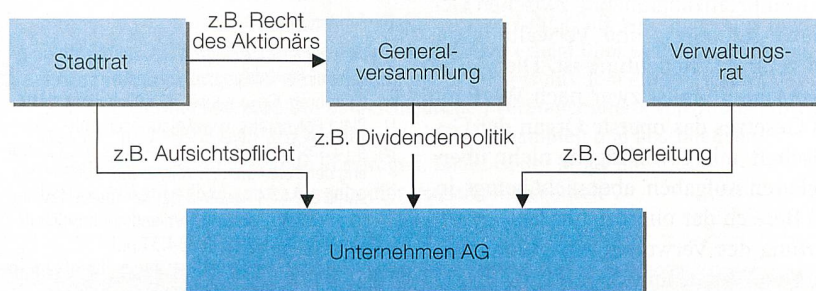 z.B. Recht
des Aktionärs
Stadtrat
General-
versammlung
Verwaltungs-
rat
z.B. Aufsichtspflicht
z.B. Dividendenpolitik
z.B. Oberleitung
Unternehmen AG